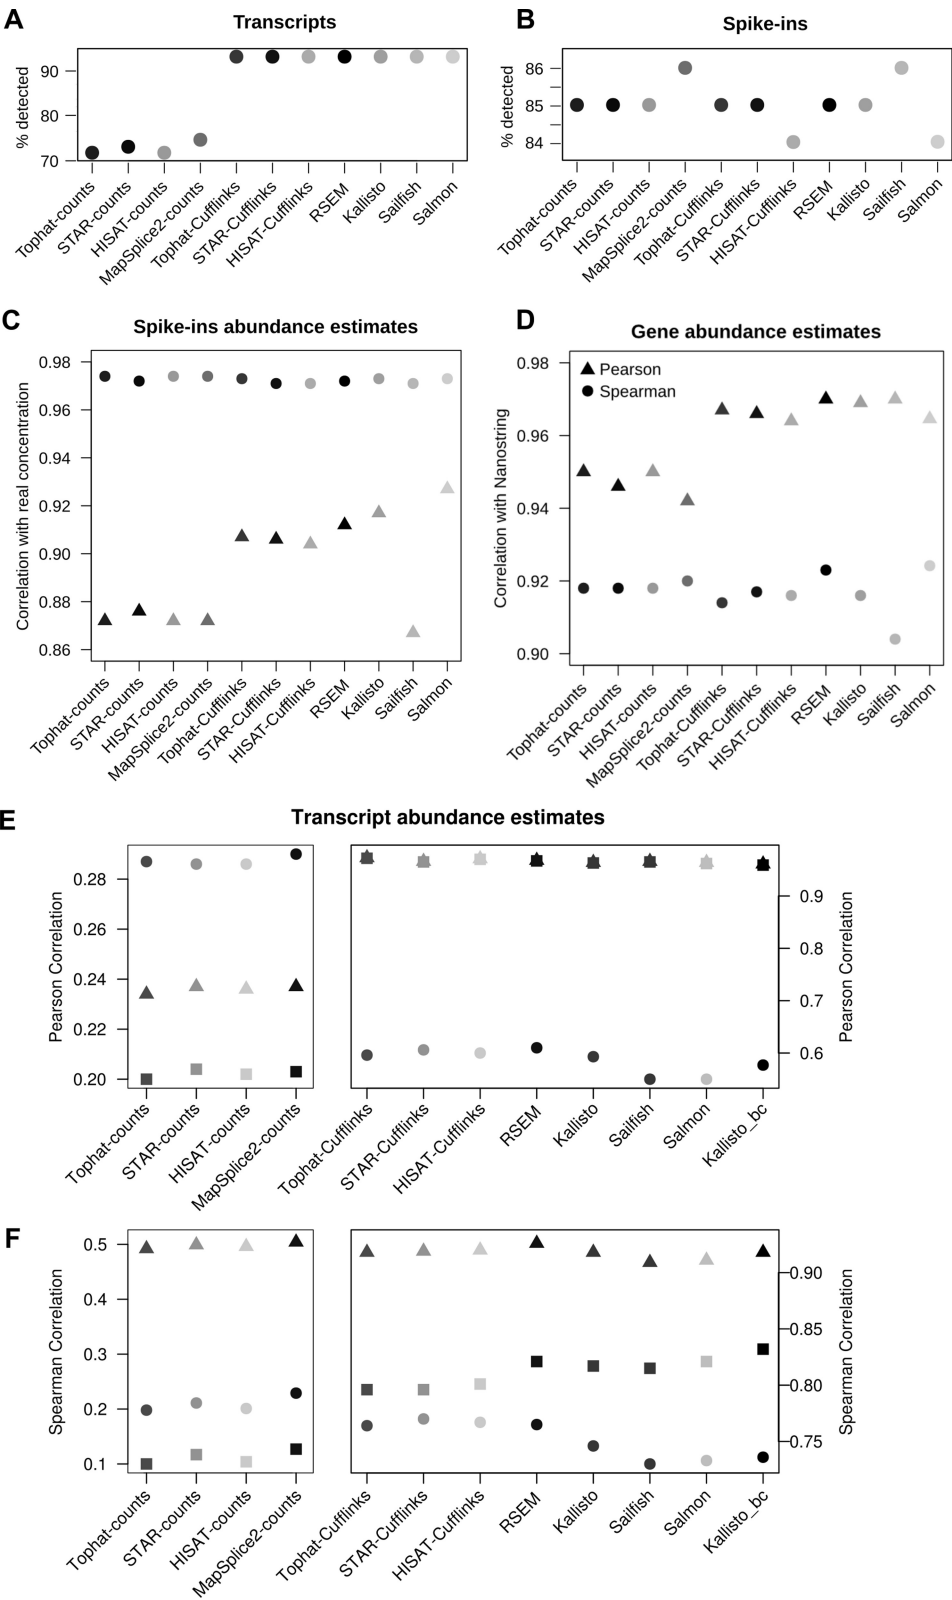 A
Transcripts
% detected
90
80
70
Tophat-counts
STAR-counts
HISAT-counts
MapSplice2-counts
Tophat-Cufflinks
STAR-Cufflinks
HISAT-Cufflinks
RSEM
Kallisto
Sailfish
Salmon
B
Spike-ins
% detected
86
85
84
Tophat-counts
STAR-counts
HISAT-counts
MapSplice2-counts
Tophat-Cufflinks
STAR-Cufflinks
HISAT-Cufflinks
RSEM
Kallisto
Sailfish
Salmon
C
Spike-ins abundance estimates
Correlation with real concentration
0.98
0.96
0.94
0.92
0.90
0.88
0.86
Tophat-counts
STAR-counts
HISAT-counts
MapSplice2-counts
Tophat-Cufflinks
STAR-Cufflinks
HISAT-Cufflinks
RSEM
Kallisto
Sailfish
Salmon
D
Gene abundance estimates
Correlation with Nanostring
0.98
0.96
0.94
0.92
0.90
Pearson
Spearman
Tophat-counts
STAR-counts
HISAT-counts
MapSplice2-counts
Tophat-Cufflinks
STAR-Cufflinks
HISAT-Cufflinks
RSEM
Kallisto
Sailfish
Salmon
E
Transcript abundance estimates
Pearson Correlation
0.28
0.26
0.24
0.22
0.20
Tophat-counts
STAR-counts
HISAT-counts
MapSplice2-counts
0.9
0.8
0.7
0.6
Pearson Correlation
Tophat-Cufflinks
STAR-Cufflinks
HISAT-Cufflinks
RSEM
Kallisto
Sailfish
Salmon
Kallisto_bc
F
Spearman Correlation
0.5
0.4
0.3
0.2
0.1
Tophat-counts
STAR-counts
HISAT-counts
MapSplice2-counts
0.90
0.85
0.80
0.75
Spearman Correlation
Tophat-Cufflinks
STAR-Cufflinks
HISAT-Cufflinks
RSEM
Kallisto
Sailfish
Salmon
Kallisto_bc